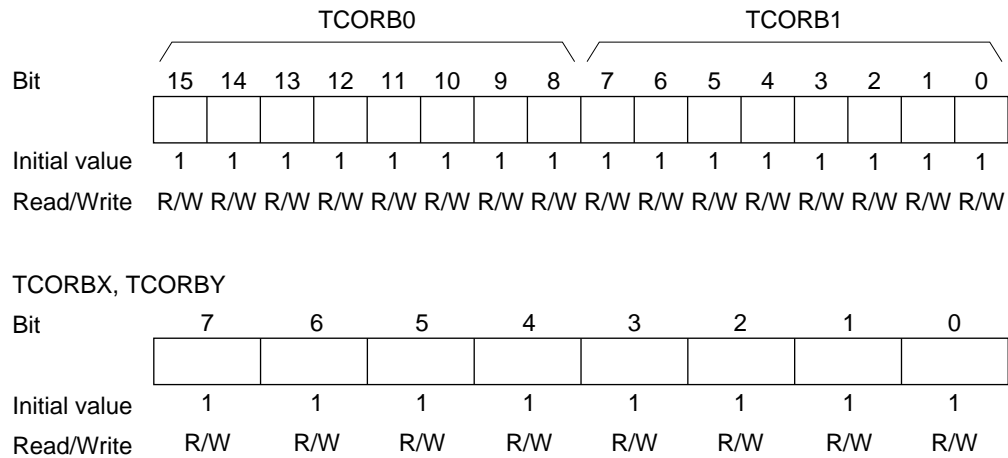 TCORB0 TCORB1
Bit 15 14 13 12 11 10 9 8 7 6 5 4 3 2 1 0
Initial value 1 1 1 1 1 1 1 1 1 1 1 1 1 1 1 1
Read/Write R/W R/W R/W R/W R/W R/W R/W R/W R/W R/W R/W R/W R/W R/W R/W R/W
TCORBX, TCORBY
Bit 7 6 5 4 3 2 1 0
Initial value 1 1 1 1 1 1 1 1
Read/Write R/W R/W R/W R/W R/W R/W R/W R/W